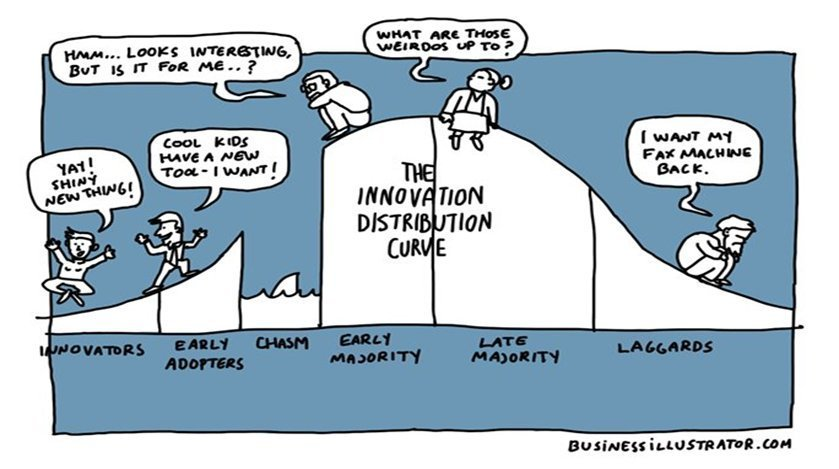 HMM... LOOKS INTERESTING,
BUT IS IT FOR ME..?
WHAT ARE THOSE
WEIRDOS UP TO?
YAY!
SHINY
NEW THING!
COOL KIDS
HAVE A NEW
TOOL - I WANT!
I WANT MY
FAX MACHINE
BACK.
THE
INNOVATION
DISTRIBUTION
CURVE
INNOVATORS
EARLY
ADOPTERS
CHASM
EARLY
MAJORITY
LATE
MAJORITY
LAGGARDS
BUSINESSILLUSTRATOR.COM